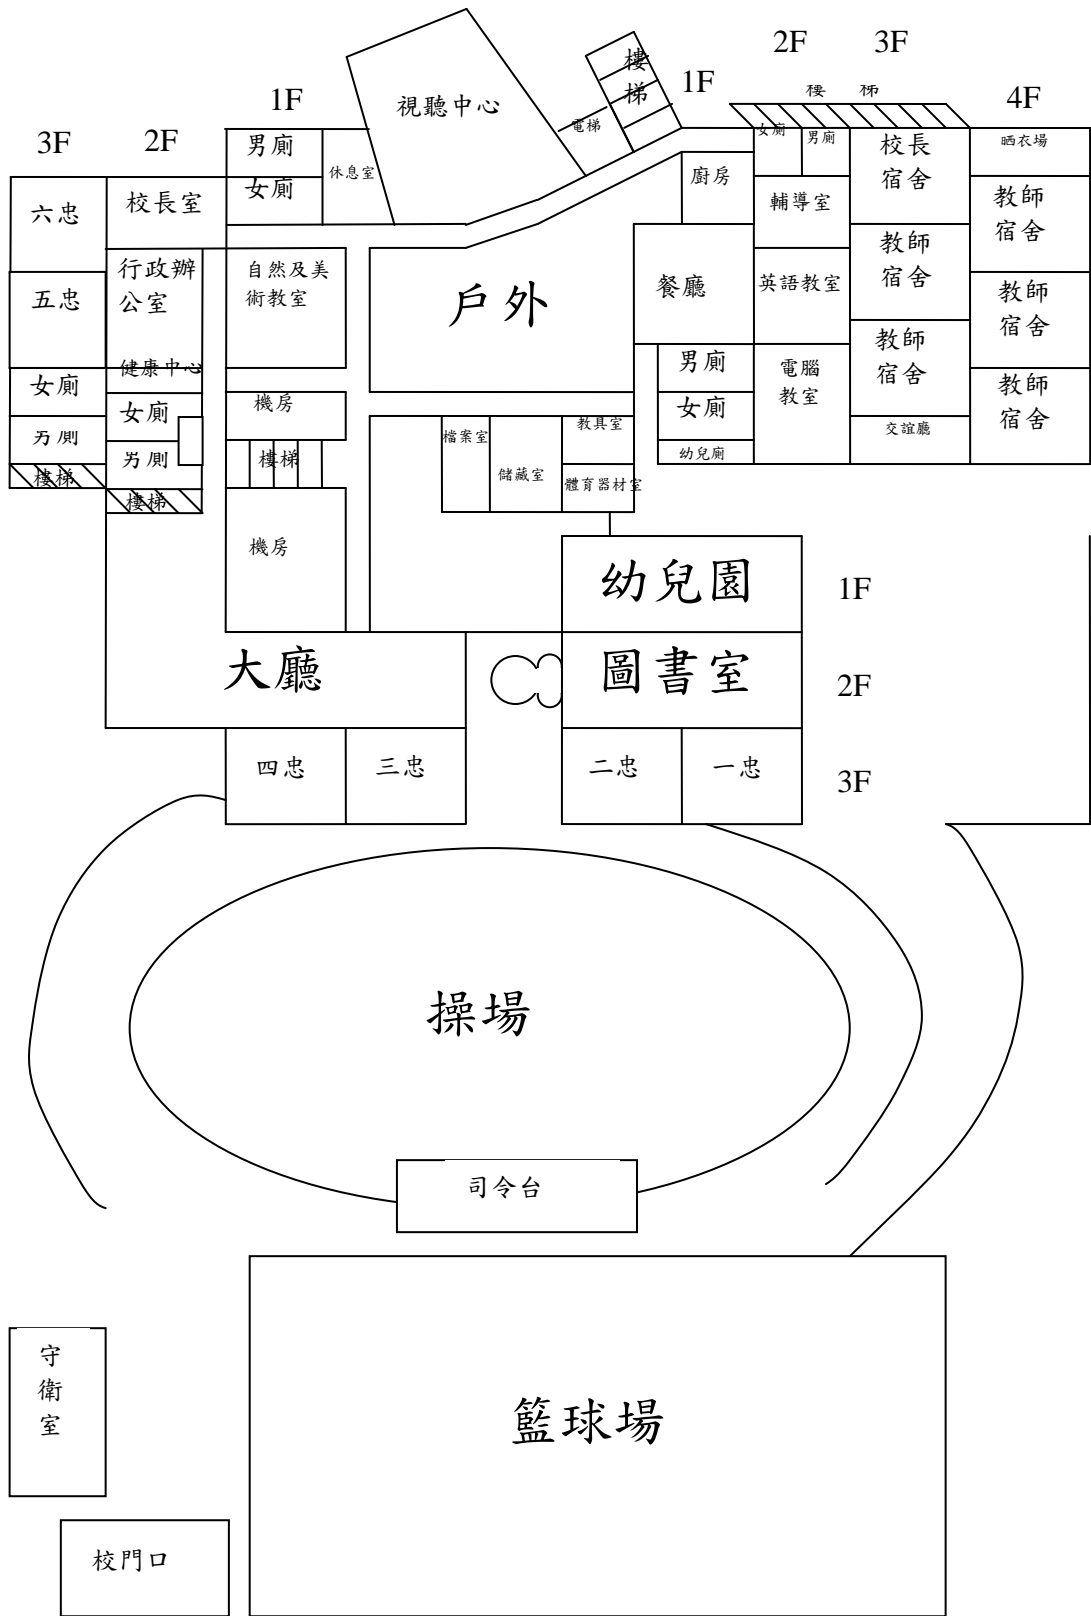 2F 3F
1F
1F
4F
3F
2F
樓梯
樓 梯
視聽中心
電梯
男廁
女廁
休息室
女廁
男廁
校長
宿舍
晒衣場
六忠
校長室
廚房
輔導室
教師
宿舍
五忠
行政辦
公室
自然及美
術教室
戶外
餐廳
英語教室
教師
宿舍
教師
宿舍
健康中心
女廁
女廁
機房
男廁
電腦
教室
教師
宿舍
教師
宿舍
男廁
男廁
樓梯
檔案室
儲藏室
教具室
女廁
交誼廳
幼兒廁
樓梯
樓梯
體育器材室
機房
幼兒園
1F
大廳
圖書室
2F
四忠
三忠
二忠
一忠
3F
操場
司令台
守
衛
室
籃球場
校門口